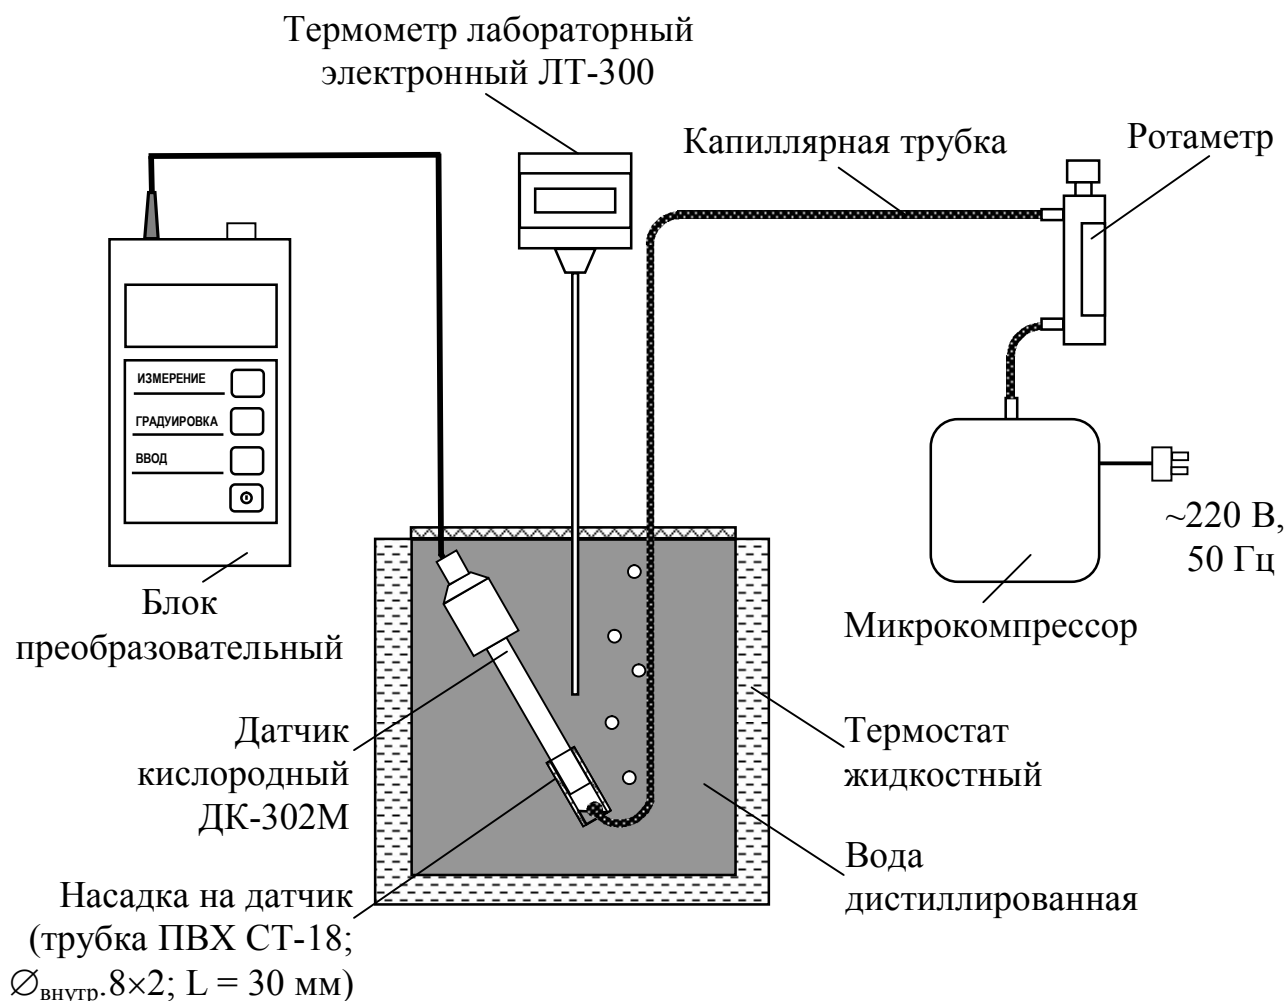 Термометр лабораторный
электронный ЛТ-300
Капиллярная трубка
Ротаметр
ИЗМЕРЕНИЕ
ГРАДУИРОВКА
ВВОД
~220 В,
50 Гц
Блок
преобразовательный
Микрокомпрессор
Датчик
кислородный
ДК-302М
Термостат
жидкостный
Вода
дистиллированная
Насадка на датчик
(трубка ПВХ СТ-18;
∅внутр.8×2; L = 30 мм)